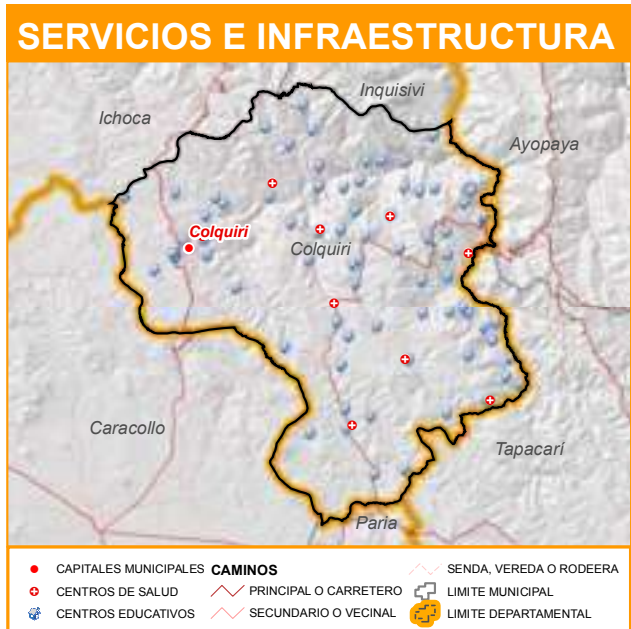 SERVICIOS E INFRAESTRUCTURA
Inquisivi
Ichoca
Ayopaya
Colquiri
Colquiri
Caracollo
Tapacarí
Paria
CAPITALES MUNICIPALES
CENTROS DE SALUD
CENTROS EDUCATIVOS
CAMINOS
PRINCIPAL O CARRETERO
SECUNDARIO O VECINAL
SENDA, VEREDA O RODEERA
LIMITE MUNICIPAL
LIMITE DEPARTAMENTAL